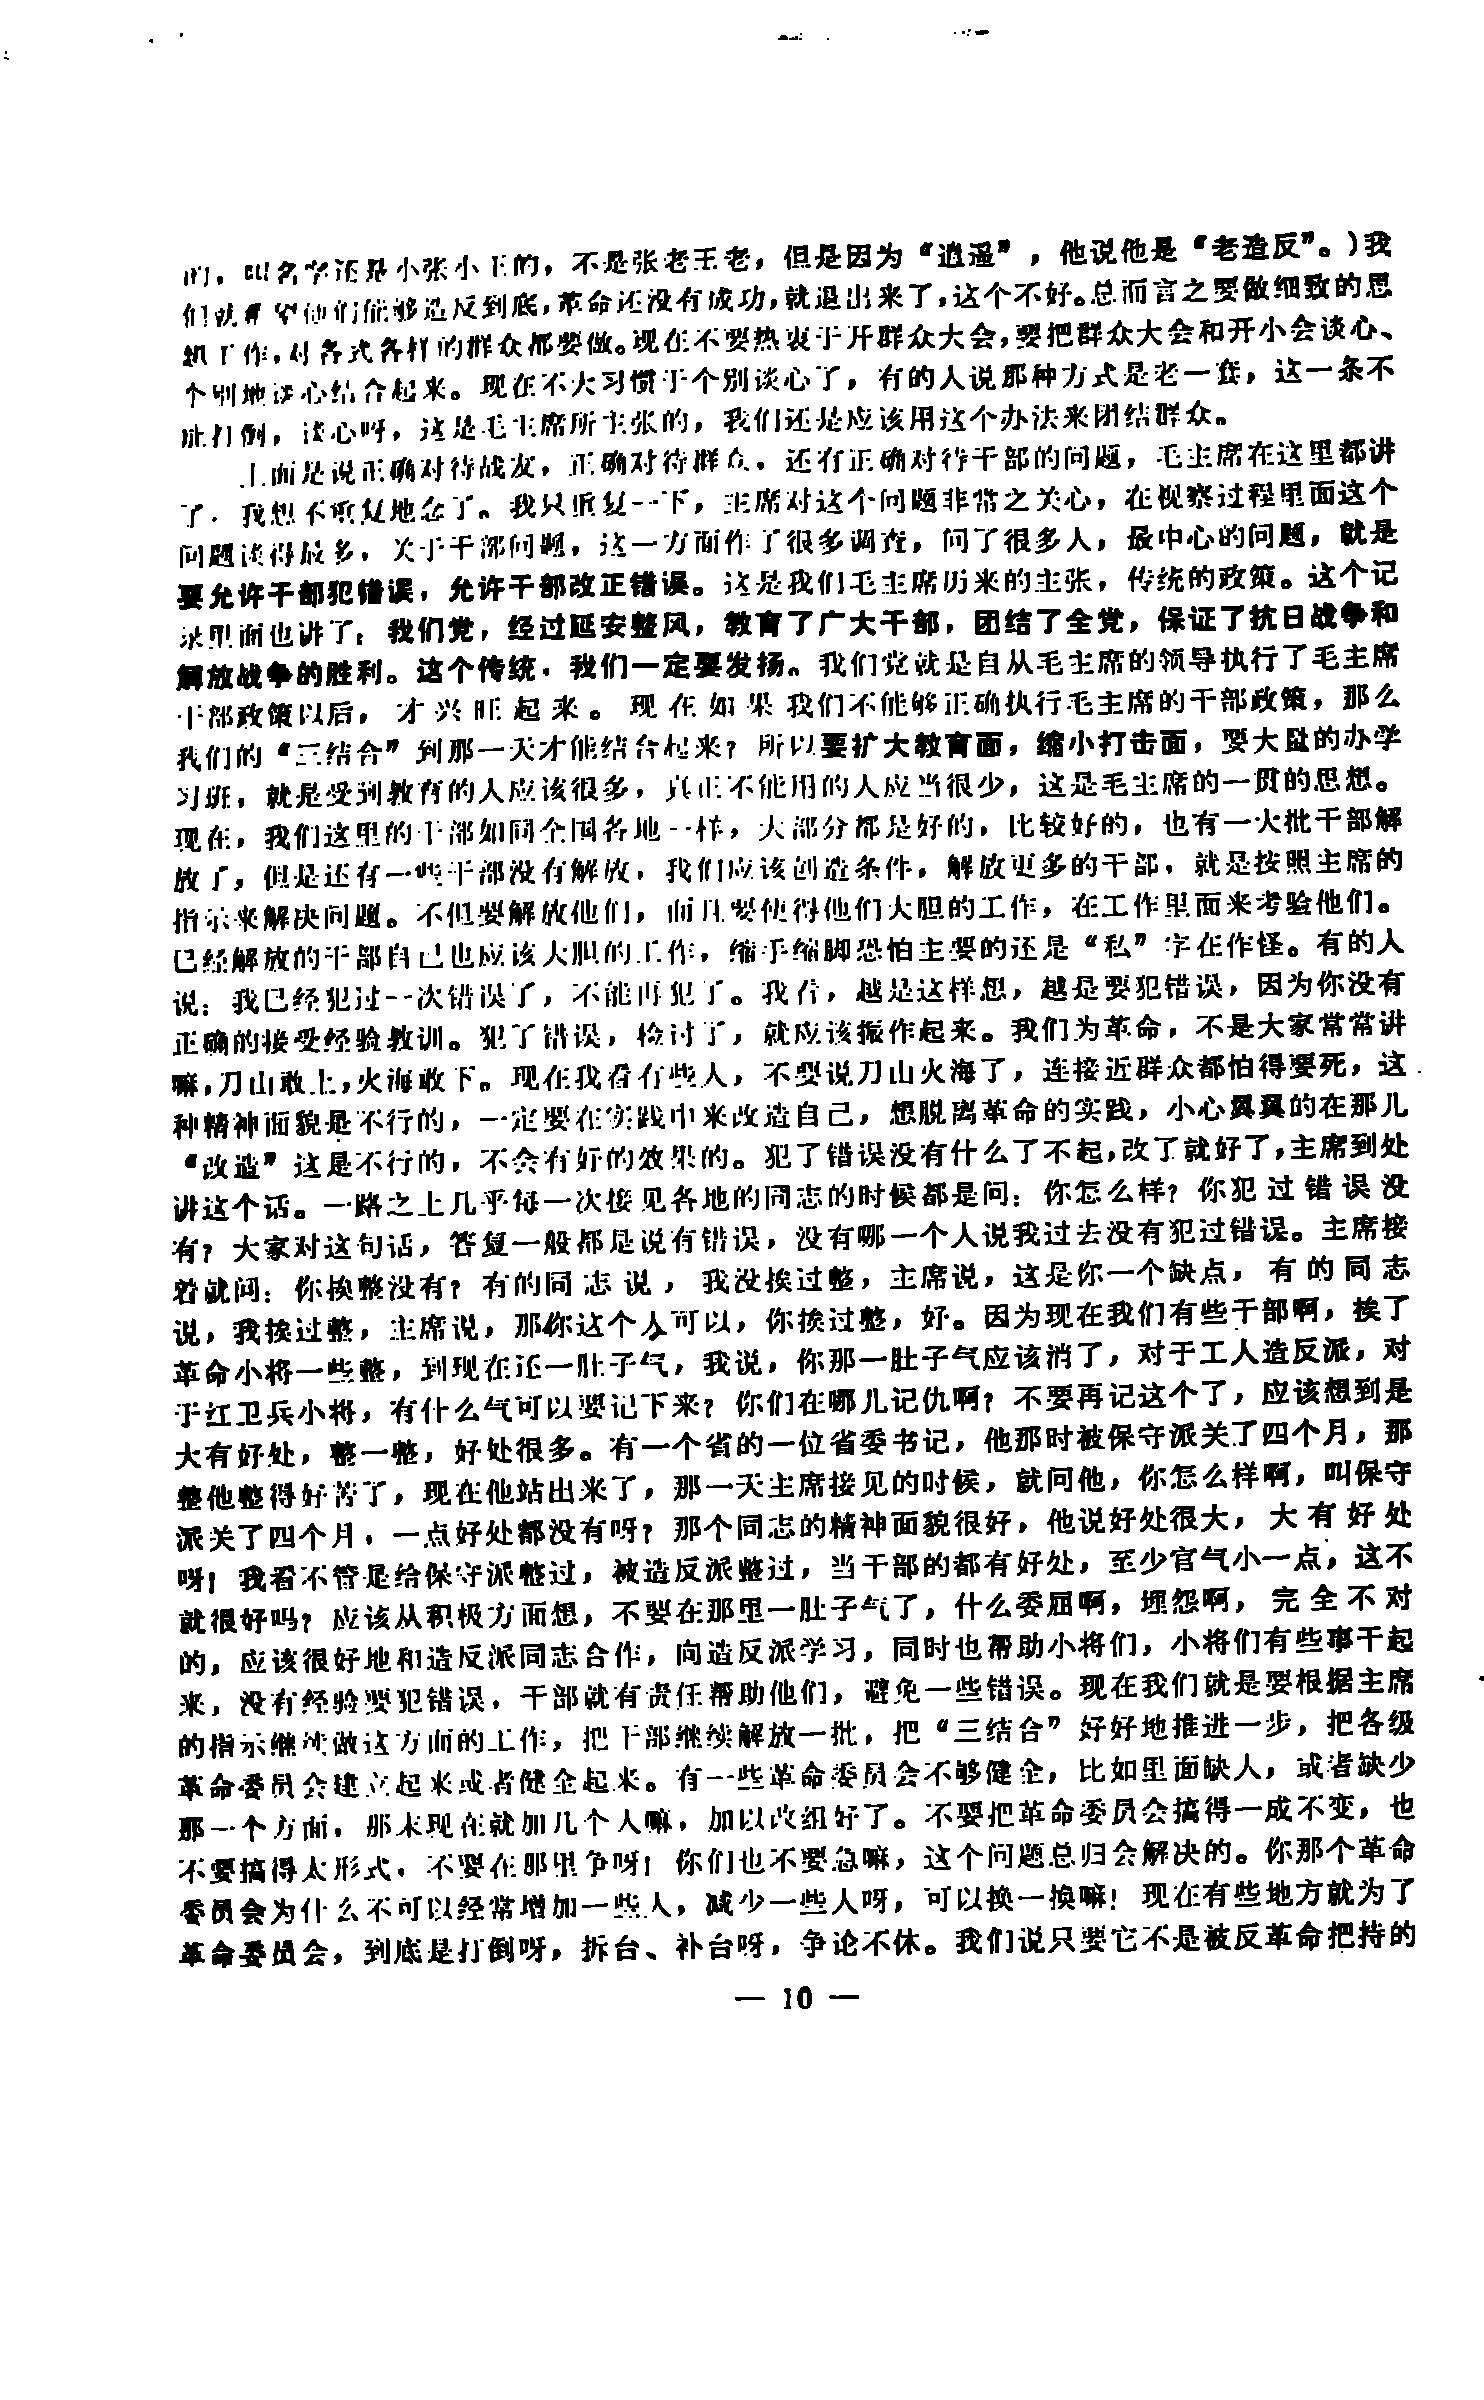 的，叫名字还是小张小王的，不是张老王老，但是因为“逍遥”，他说他是“老造反”。）我
们就希望他们能够造反到底，革命还没有成功，就退出来了，这个不好。总而言之要做细致的思
想工作，对各式各样的群众都要做。现在不要热衷于开群众大会，要把群众大会和开小会谈心、
个别地谈心结合起来。现在不大习惯于个别谈心了，有的人说那种方式是老一套，这一条不
能打倒，谈心呀，这是毛主席所主张的，我们还是应该用这个办法来团结群众。
上面是说正确对待战友，正确对待群众。还有正确对待干部的问题，毛主席在这里都讲
了．我想不重复地念了。我只重复一下，主席对这个问题非常之关心，在视察过程里面这个
问题谈得最多，关于干部问题，这一方面作了很多调查，问了很多人，最中心的问题，就是
要允许干部犯错误，允许干部改正错误。这是我们毛主席历来的主张，传统的政策。这个记
录里面也讲了：我们党，经过延安整风，教育了广大干部，团结了全党，保证了抗日战争和
解放战争的胜利。这个传统．我们一定要发扬。我们党就是自从毛主席的领导执行了毛主席
干部政策以后，才兴旺起来。现在如果我们不能够正确执行毛主席的干部政策，那么
我们的“三结合”到那一天才能结合起来？所以要扩大教育面，缩小打击面，要大量的办学
习班，就是受到教育的人应该很多，真正不能用的人应当很少，这是毛主席的一贯的思想。
现在，我们这里的干部如同全国各地一样，大部分都是好的，比较好的，也有一大批干部解
放了，但是还有一些干部没有解放，我们应该创造条件，解放更多的干部，就是按照主席的
指示来解决问题。不但要解放他们，而且要使得他们大胆的工作，在工作里面来考验他们。
已经解放的干部自己也应该大胆的工作，缩手缩脚恐怕主要的还是“私”字在作怪。有的人
说：我已经犯过一次错误了，不能再犯了。我看，越是这样想，越是要犯错误，因为你没有
正确的接受经验教训。犯了错误，检讨了，就应该振作起来。我们为革命，不是大家常常讲
嘛，刀山敢上，火海敢下。现在我看有些人，不要说刀山火海了，连接近群众都怕得要死，这
种精神面貌是不行的，一定要在实践中来改造自己，想脱离革命的实践，小心翼翼的在那儿
“改造”这是不行的，不会有好的效果的。犯了错误没有什么了不起，改了就好了，主席到处
讲这个话。一路之上几乎每一次接见各地的同志的时候都是问：你怎么样？你犯过错误没
有？大家对这句话，答复一般都是说有错误，没有哪一个人说我过去没有犯过错误。主席接
着就问：你挨整没有？有的同志说，我没挨过整，主席说，这是你一个缺点，有的同志
说，我挨过整，主席说，那你这个人可以，你挨过整，好。因为现在我们有些干部啊，挨了
革命小将一些整，到现在还一肚子气，我说，你那一肚子气应该消了，对于工人造反派，对
于红卫兵小将，有什么气可以要记下来？你们在哪儿记仇啊？不要再记这个了，应该想到是
大有好处，整一整，好处很多。有一个省的一位省委书记，他那时被保守派关了四个月，那
整他整得好苦了，现在他站出来了，那一天主席接见的时候，就问他，你怎么样啊，叫保守
派关了四个月，一点好处都没有呀？那个同志的精神面貌很好，他说好处很大，大有好处
呀！我看不管是给保守派整过，被造反派整过，当干部的都有好处，至少官气小一点，这不
就很好吗？应该从积极方面想，不要在那里一肚子气了，什么委屈啊，埋怨啊，完全不对
的，应该很好地和造反派同志合作，向造反派学习，同时也帮助小将们，小将们有些事干起
来，没有经验要犯错误，干部就有责任帮助他们，避免一些错误。现在我们就是要根据主席
的指示继续做这方面的工作，把干部继续解放一批，把“三结合”好好地推进一步，把各级
革命委员会建立起来或者健全起来。有一些革命委员会不够健全，比如里面缺人，或者缺少
那一个方面，那末现在就加几个人嘛，加以改组好了。不要把革命委员会搞得一成不变，也
不要搞得太形式，不要在那里争呀！你们也不要急嘛，这个问题总归会解决的。你那个革命
委员会为什么不可以经常增加一些人，减少一些人呀，可以换一换嘛！现在有些地方就为了
革命委员会，到底是打倒呀，拆台、补台呀，争论不休。我们说只要它不是被反革命把持的
— 10 —